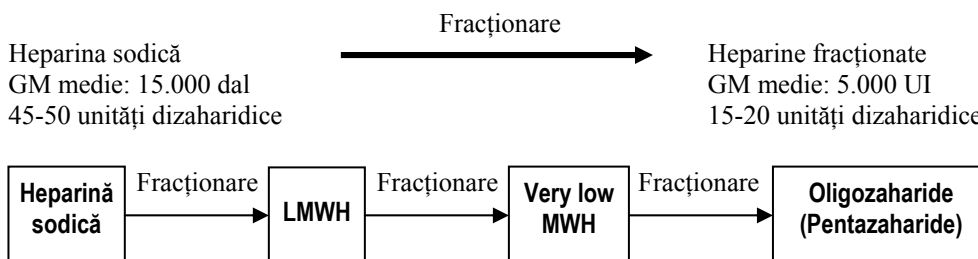 Fracționare
Heparina sodică
GM medie: 15.000 dal
45-50 unități dizaharidice
Heparine fracționate
GM medie: 5.000 UI
15-20 unități dizaharidice
Heparină
sodică
Fracționare
LMWH
Fracționare
Very low
MWH
Fracționare
Oligozaharide
(Pentazaharide)